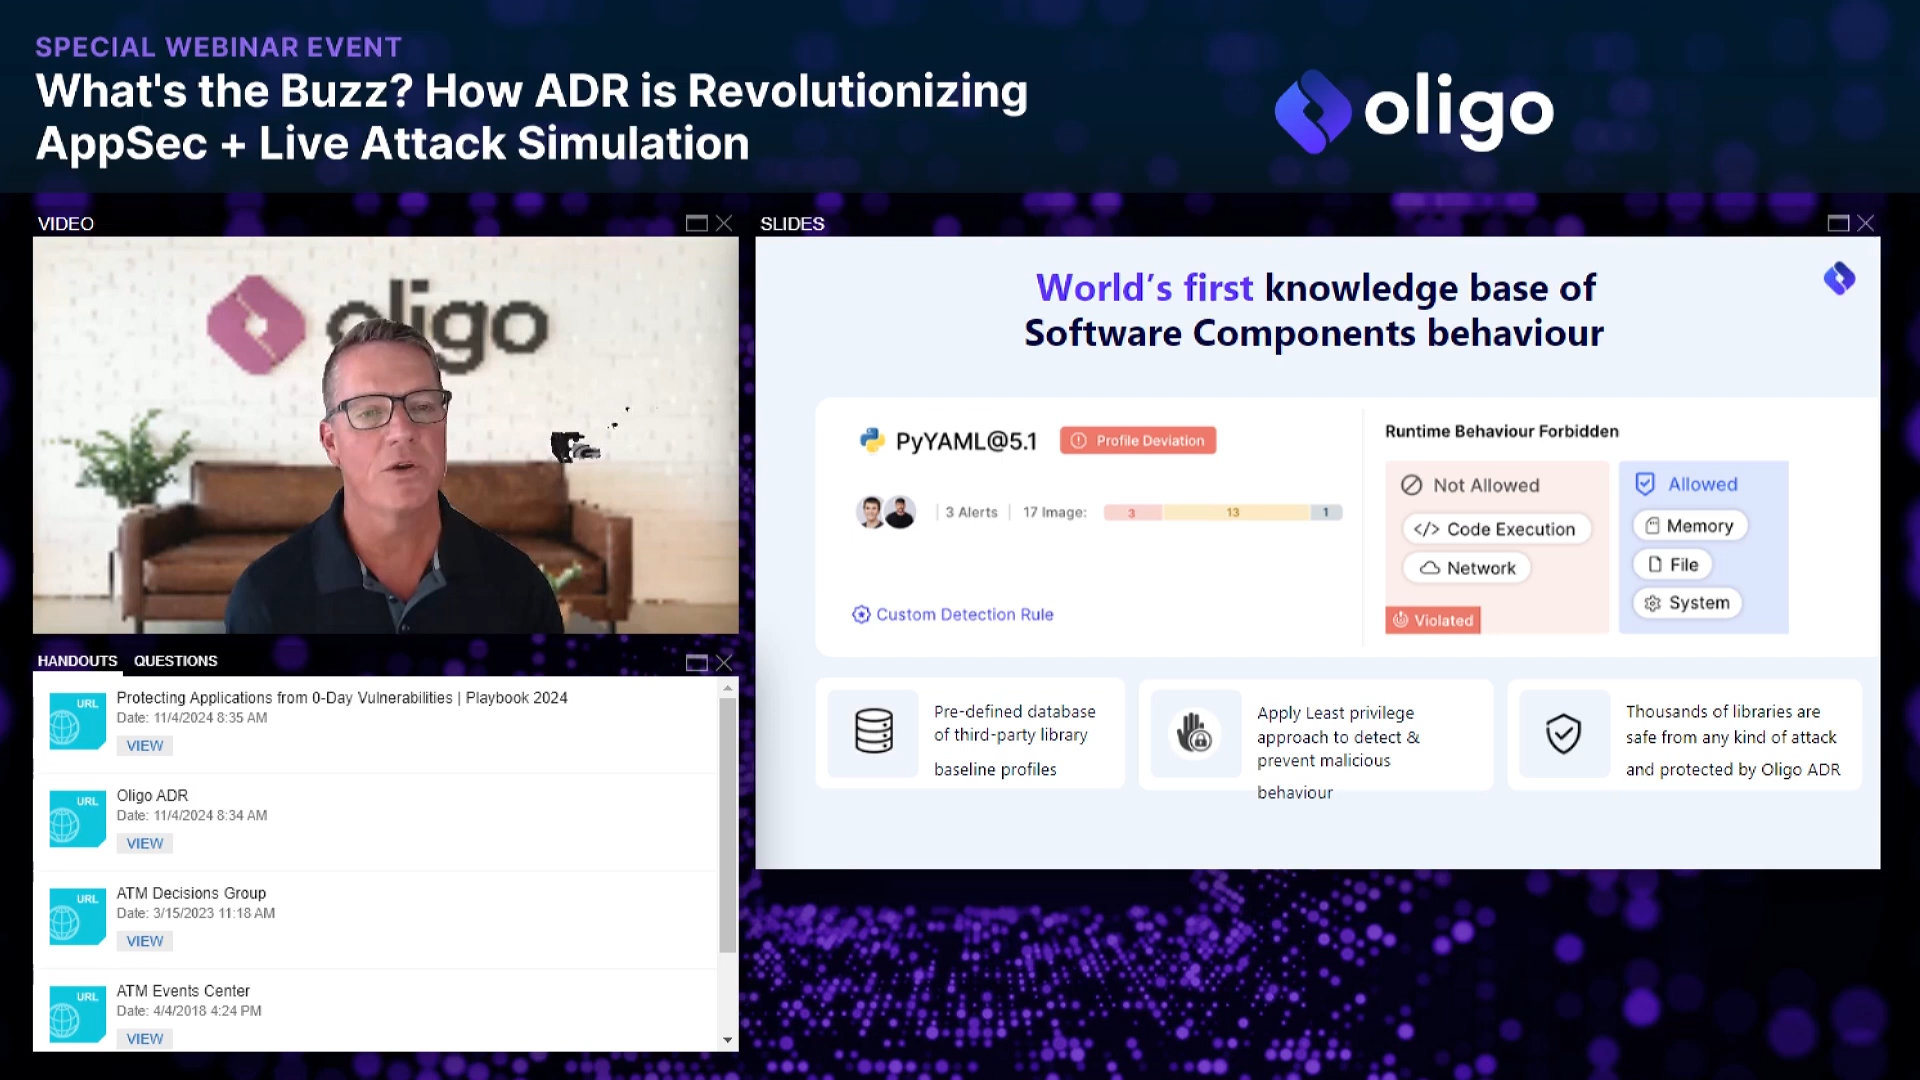 SPECIAL WEBINAR EVENT
What's the Buzz? How ADR is Revolutionizing
AppSec + Live Attack Simulation
oligo
VIDEO
oligo
SLIDES
World's first knowledge base of
Software Components behaviour
PyYAML@5.1
Profile Deviation
3 Alerts
17 Image:
3
13
1
Custom Detection Rule
Runtime Behaviour Forbidden
Not Allowed
</> Code Execution
Network
Violated
Allowed
Memory
File
System
Pre-defined database
of third-party library
baseline profiles
Apply Least privilege
approach to detect &
prevent malicious
behaviour
Thousands of libraries are
safe from any kind of attack
and protected by Oligo ADR
HANDOUTS QUESTIONS
URL
Protecting Applications from 0-Day Vulnerabilities | Playbook 2024
Date: 11/4/2024 8:35 AM
VIEW
URL
Oligo ADR
Date: 11/4/2024 8:34 AM
VIEW
URL
ATM Decisions Group
Date: 3/15/2023 11:18 AM
VIEW
URL
ATM Events Center
Date: 4/4/2018 4:24 PM
VIEW